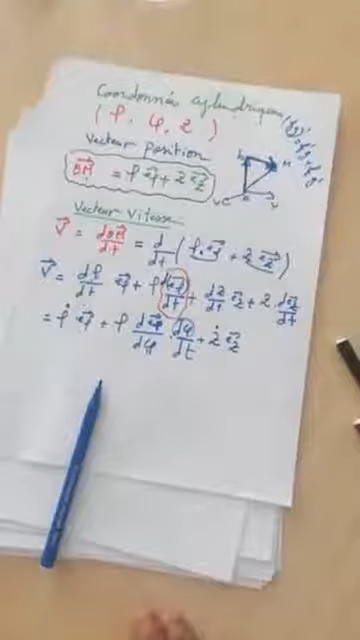 Coordonnées cylindriques
(ρ, φ, z)
Vecteur position
OM = ρ eρ + z ez
Vecteur vitesse
V = dOM/dt = d/dt (ρ.eρ + z ez)
V = dρ/dt eρ + ρ deρ/dt + dz/dt ez + z dez/dt
= ρ̇ eρ + ρ deρ/dφ dφ/dt + ż ez